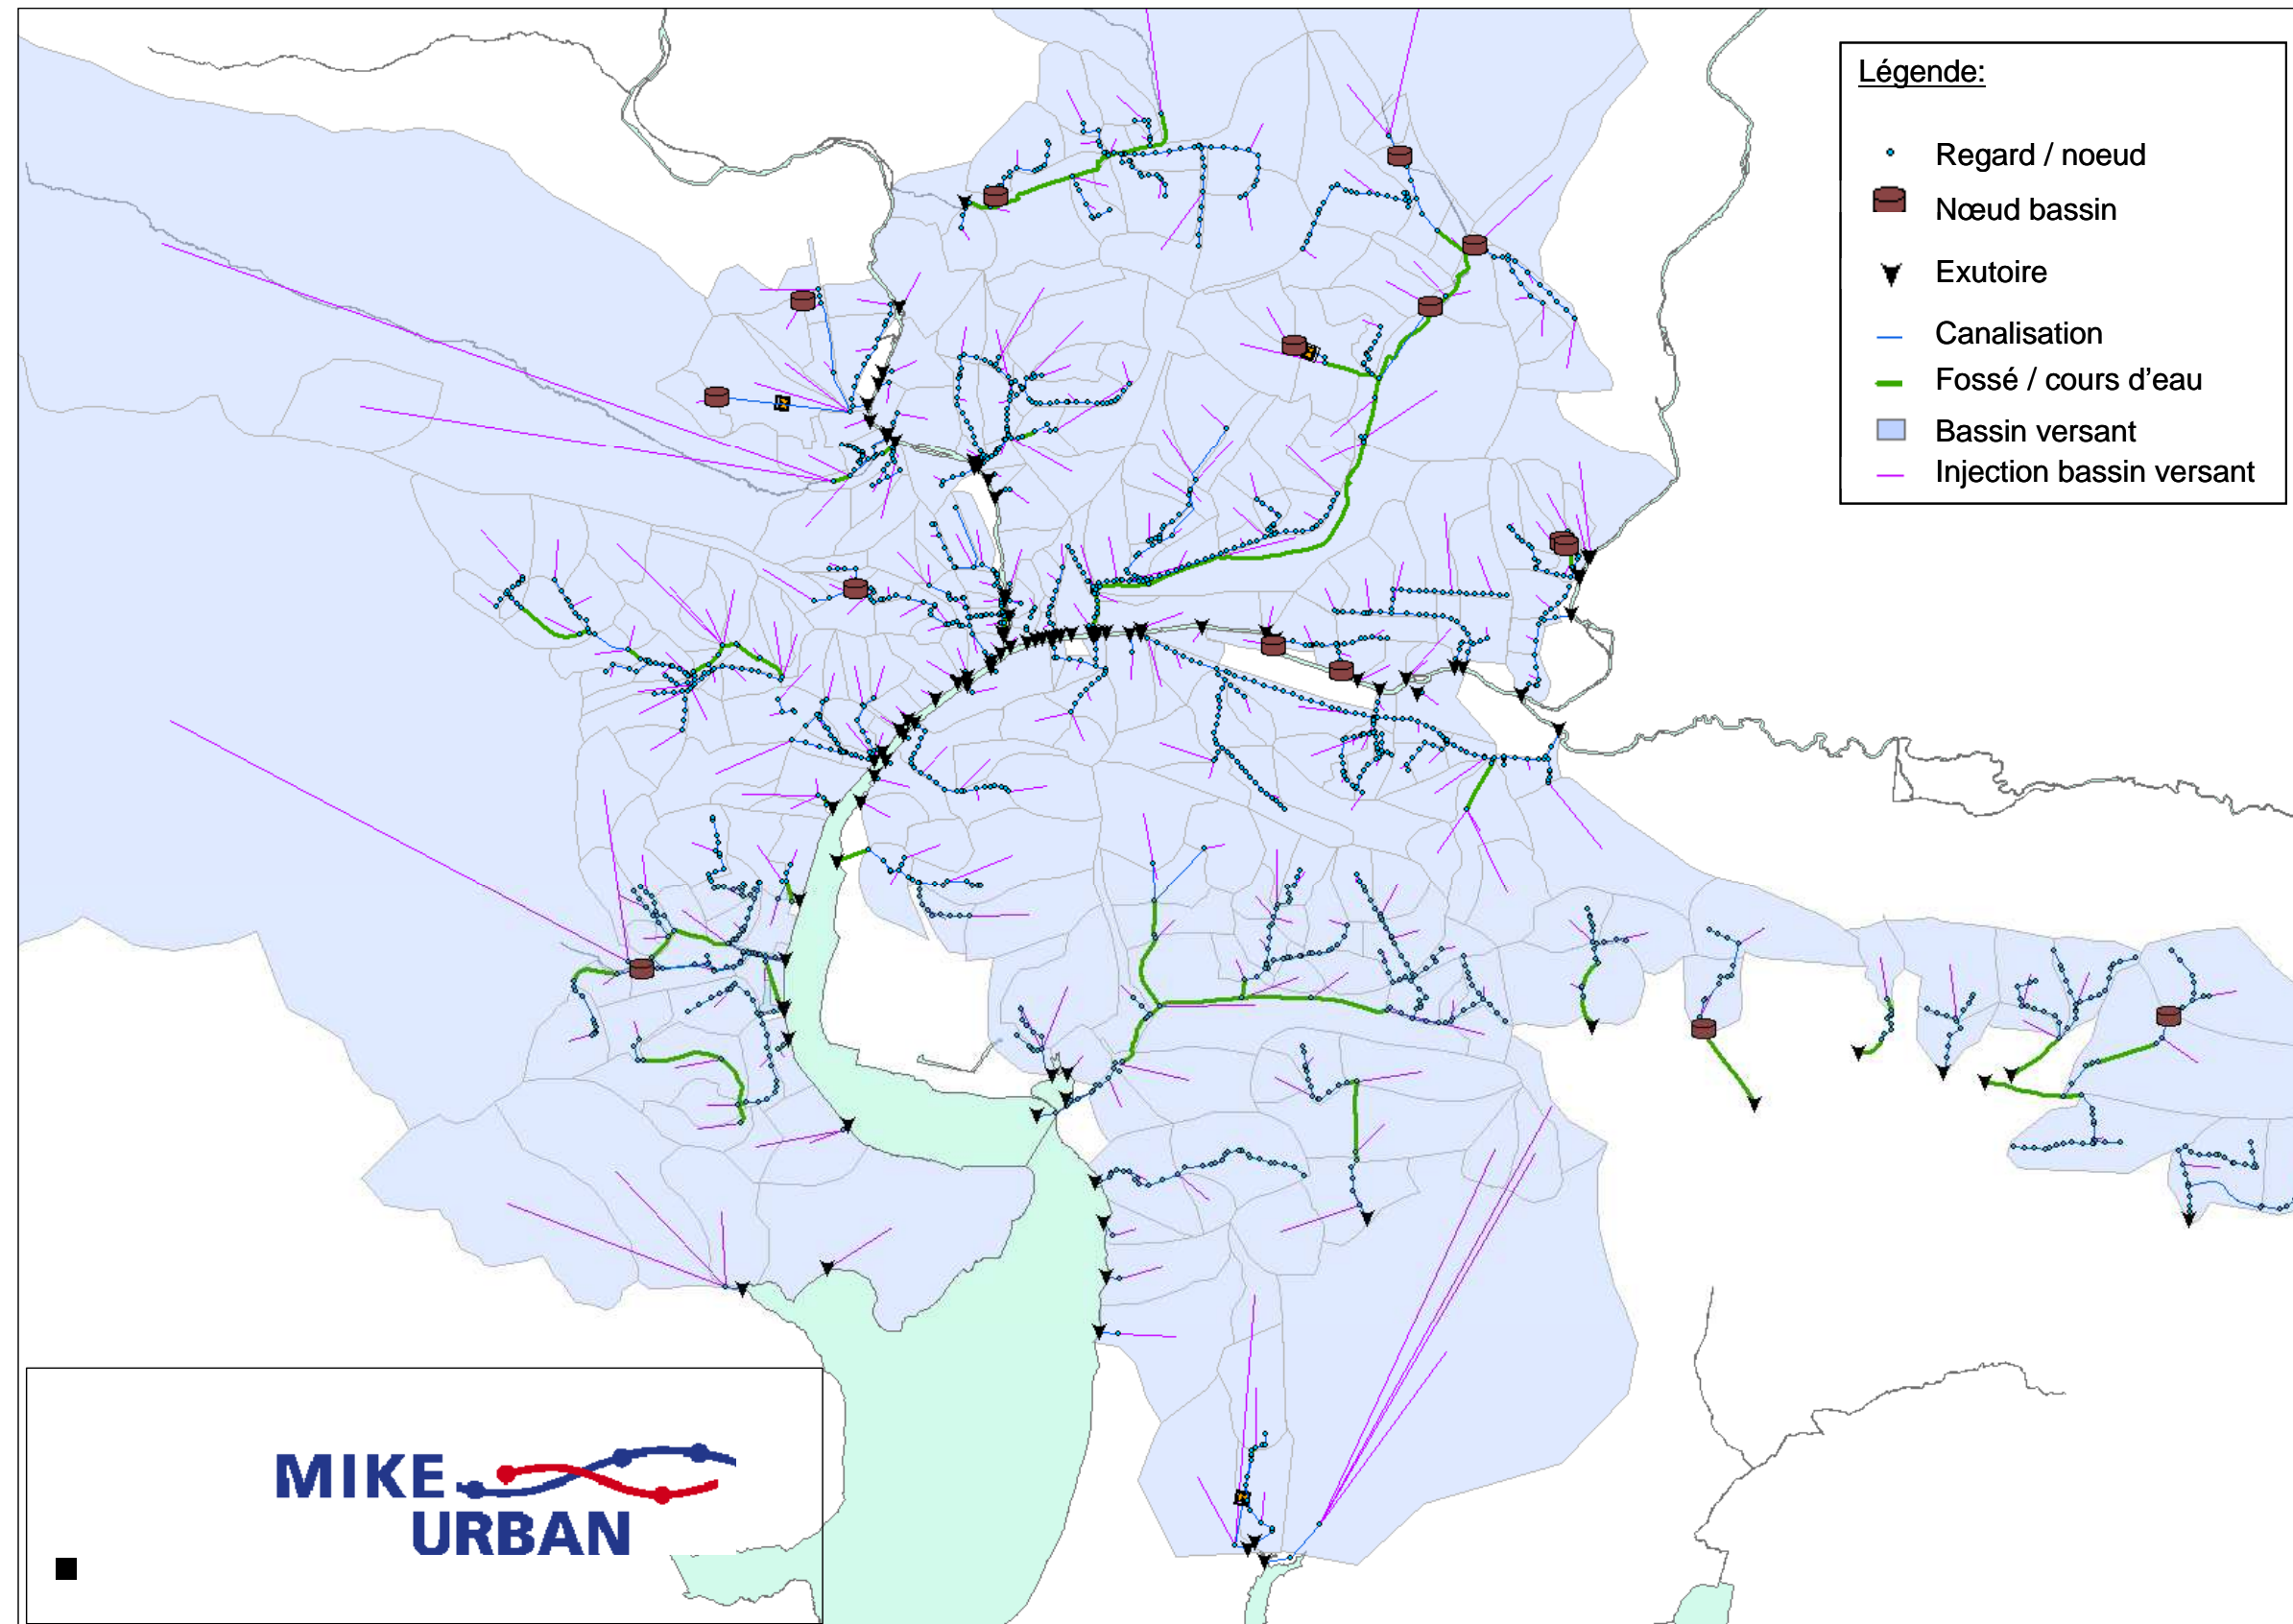 Légende:
Regard / noeud
Nœud bassin
Exutoire
Canalisation
Fossé / cours d'eau
Bassin versant
Injection bassin versant
MIKE
URBAN